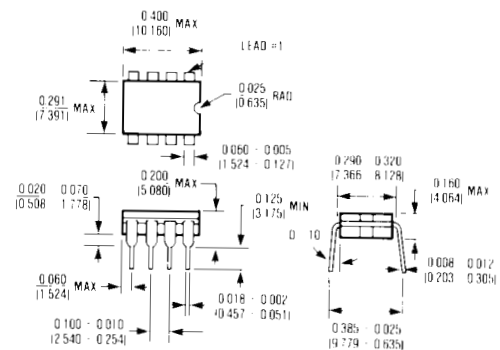 0.400 MAX
[10 160]
LEAD #1
0.291 MAX
[7 391]
0.025 RAD
[0 635]
0.060 - 0 005
[1 524 - 0 127]
0.020 0 070
[0 508 1 778]
0.200 MAX
[5 080]
0.125 MIN
[3 175]
0 290 0 320
[7 366 8 128]
0 160 MAX
[4 064]
0 10
0.060 MAX
[1 524]
0 018 - 0 002
[0 457 - 0 051]
0 008 0 012
[0 203 0 305]
0 100 - 0 010
[2 540 - 0 254]
0 385 - 0 025
[9 779 - 0 635]